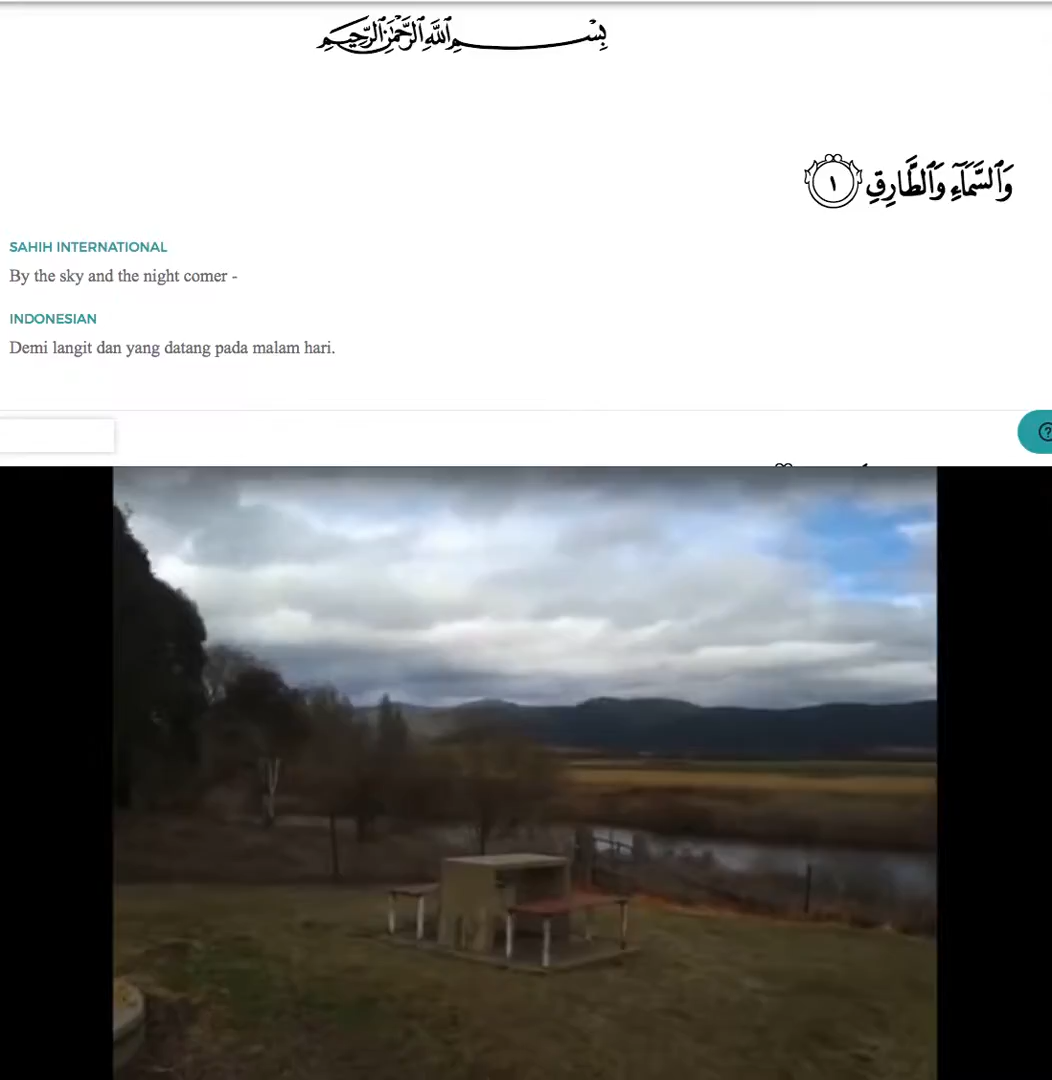 بِسْمِ ٱللَّهِ ٱلرَّحْمَٰنِ ٱلرَّحِيمِ
وَٱلسَّمَآءِ وَٱلطَّارِقِ ١
SAHIH INTERNATIONAL
By the sky and the night comer -
INDONESIAN
Demi langit dan yang datang pada malam hari.
?